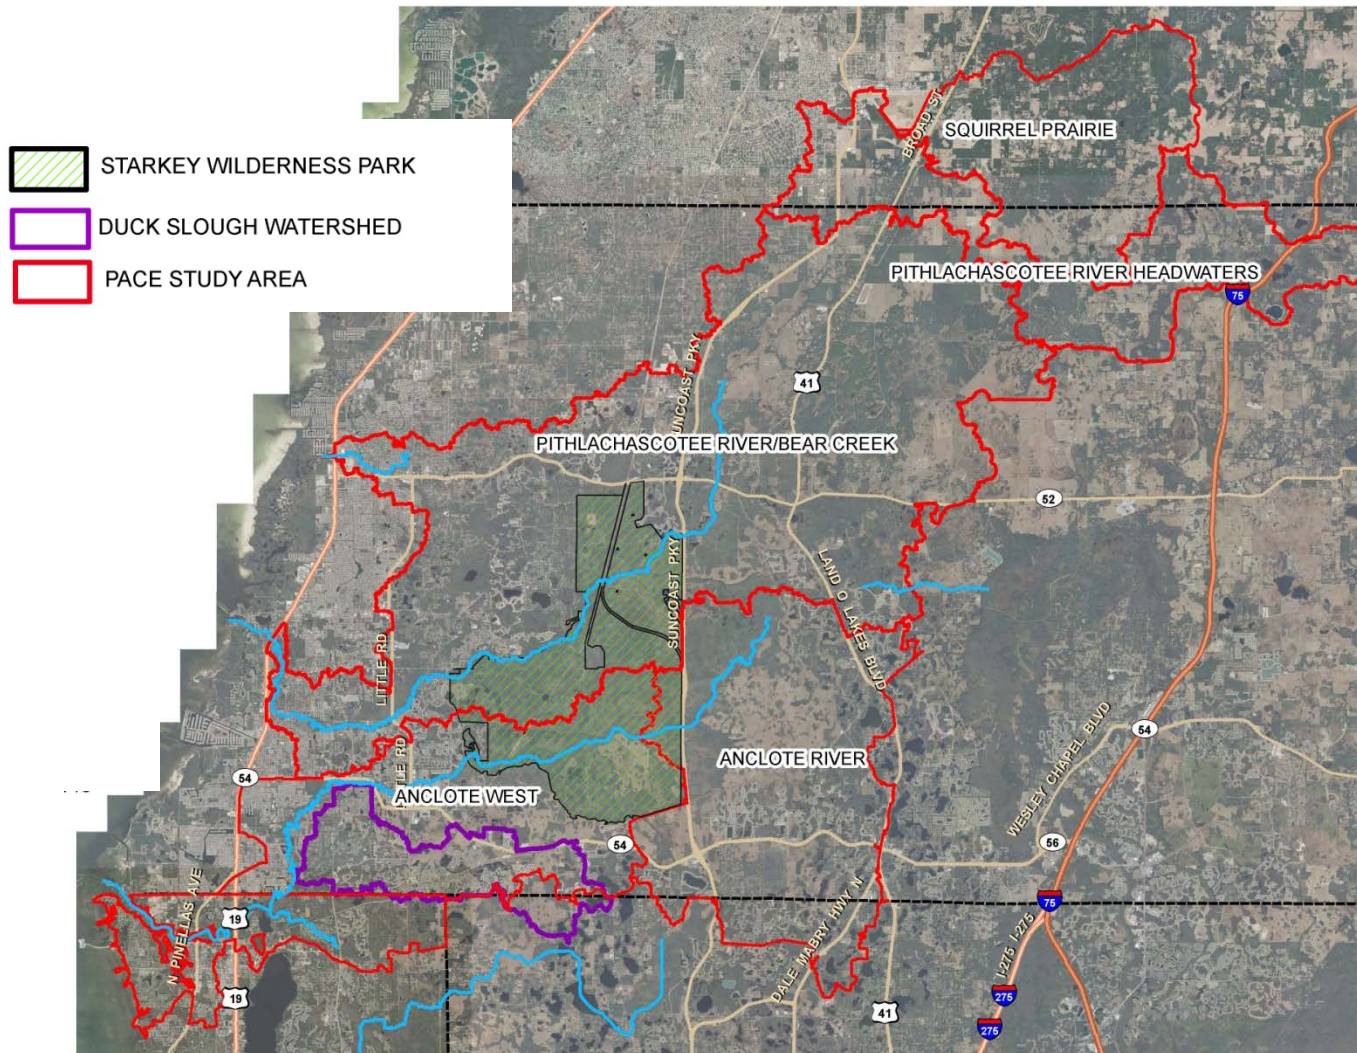 STARKEY WILDERNESS PARK
DUCK SLOUGH WATERSHED
PACE STUDY AREA
BROAD ST
SQUIRREL PRAIRIE
PITHLACHASCOTEE RIVER HEADWATERS
75
41
UNCOAST PKY
PITHLACHASCOTEE RIVER/BEAR CREEK
52
SUNCOAST PKY
LAND O LAKES BLVD
LITTLE RD
ANCLOTE RIVER
WESLEY CHAPEL BLVD
54
54
TLE RD
ANCLOTE WEST
54
56
N PINELLAS AVE
19
DALE MABRY HWY N
75
I-275 I-275
19
41
275
275